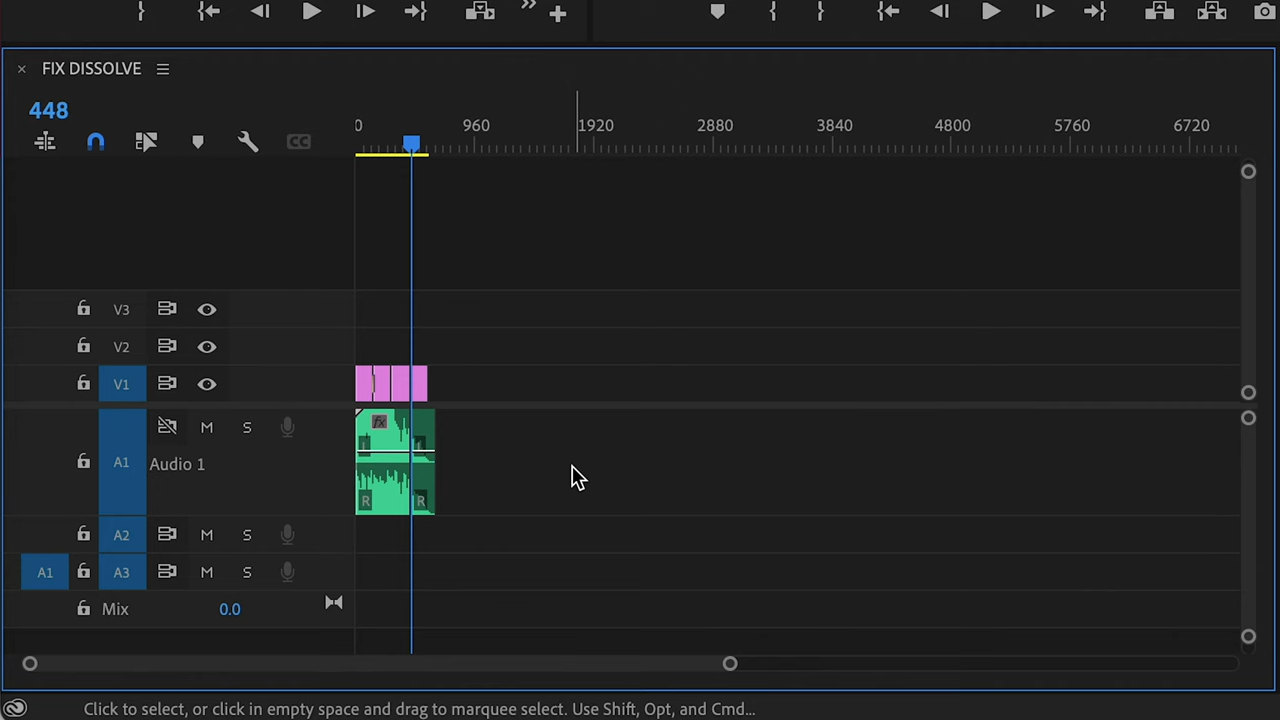 FIX DISSOLVE
448
0 960 1920 2880 3840 4800 5760 6720
CC
V3
V2
V1
fx
M S
A1 Audio 1
R R
A2 M S
A1 A3 M S
Mix 0.0
Click to select, or click in empty space and drag to marquee select. Use Shift, Opt, and Cmd...